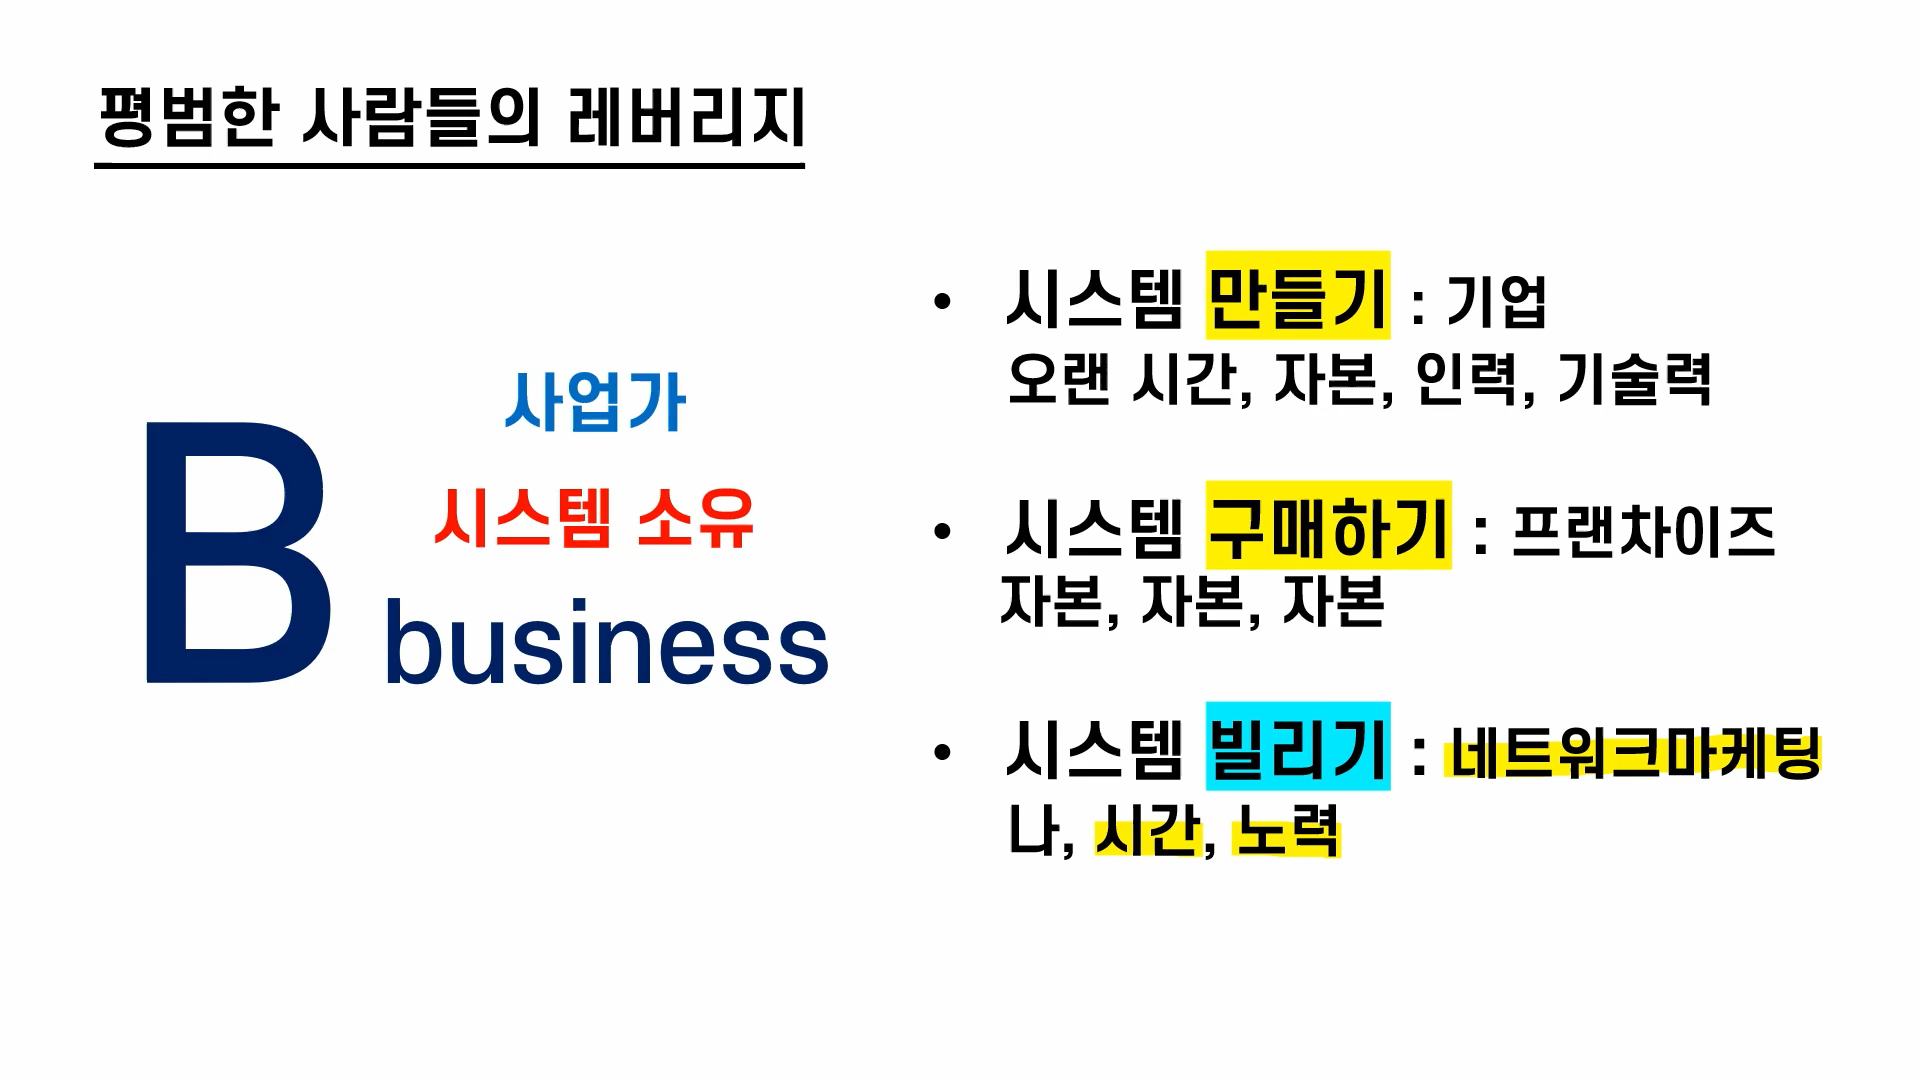 평범한 사람들의 레버리지
B
사업가
시스템 소유
business
• 시스템 만들기 : 기업
오랜 시간, 자본, 인력, 기술력
• 시스템 구매하기 : 프랜차이즈
자본, 자본, 자본
• 시스템 빌리기 : 네트워크마케팅
나, 시간, 노력